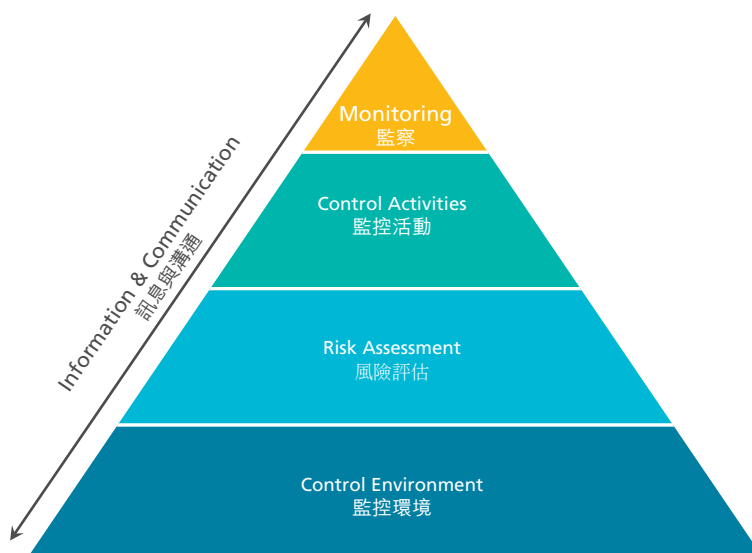 Monitoring
監察
Control Activities
監控活動
Information & Communication
訊息與溝通
Risk Assessment
風險評估
Control Environment
監控環境